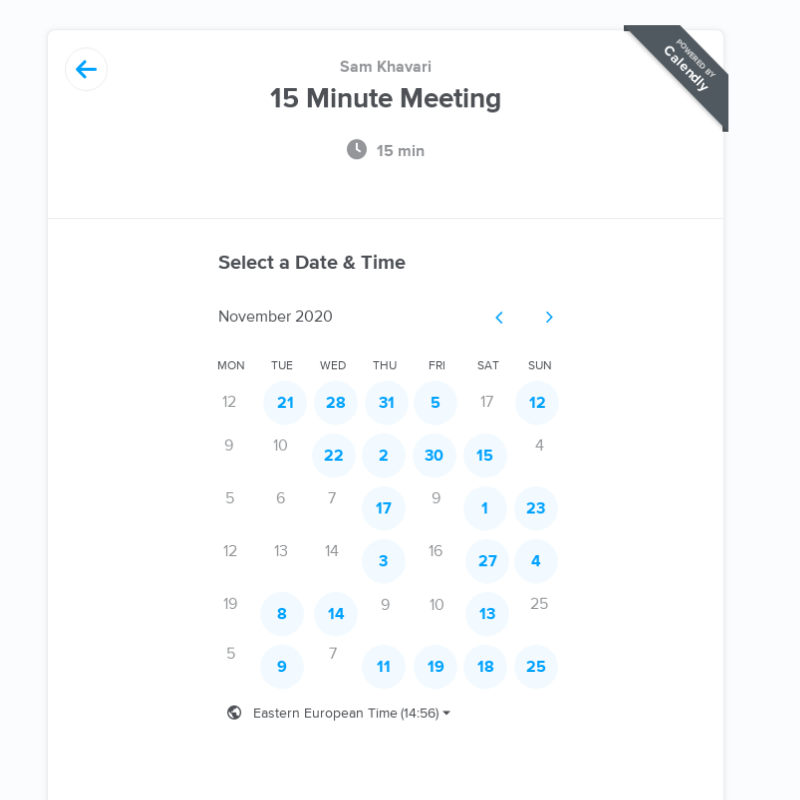 POWERED BY
Calendly
Sam Khavari
15 Minute Meeting
15 min
Select a Date & Time
November 2020
MON TUE WED THU FRI SAT SUN
12 21 28 31 5 17 12
9 10 22 2 30 15 4
5 6 7 17 9 1 23
12 13 14 3 16 27 4
19 8 14 9 10 13 25
5 9 7 11 19 18 25
Eastern European Time (14:56)